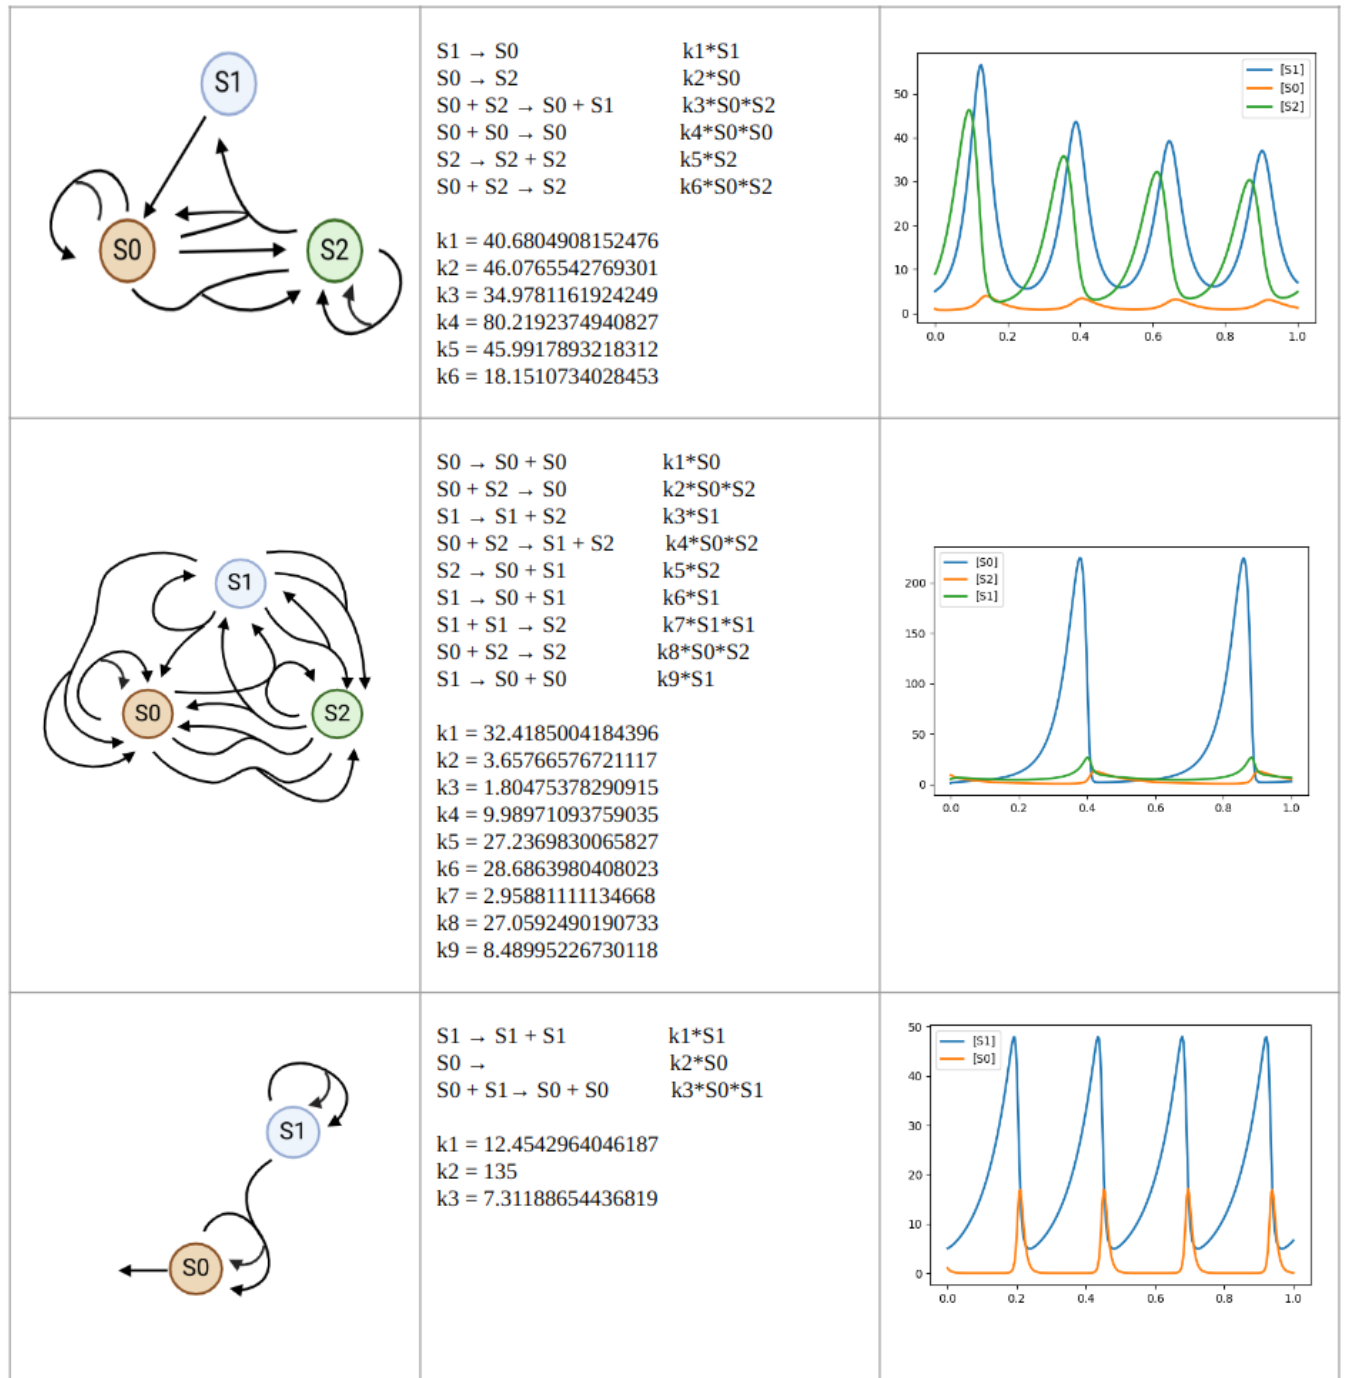 S1
S0
S2
S1 → S0 k1*S1
S0 → S2 k2*S0
S0 + S2 → S0 + S1 k3*S0*S2
S0 + S0 → S0 k4*S0*S0
S2 → S2 + S2 k5*S2
S0 + S2 → S2 k6*S0*S2
k1 = 40.6804908152476
k2 = 46.0765542769301
k3 = 34.9781161924249
k4 = 80.2192374940827
k5 = 45.9917893218312
k6 = 18.1510734028453
[S1]
[S0]
[S2]
50
40
30
20
10
0
0.0 0.2 0.4 0.6 0.8 1.0
S1
S0
S2
S0 → S0 + S0 k1*S0
S0 + S2 → S0 k2*S0*S2
S1 → S1 + S2 k3*S1
S0 + S2 → S1 + S2 k4*S0*S2
S2 → S0 + S1 k5*S2
S1 → S0 + S1 k6*S1
S1 + S1 → S2 k7*S1*S1
S0 + S2 → S2 k8*S0*S2
S1 → S0 + S0 k9*S1
k1 = 32.4185004184396
k2 = 3.65766576721117
k3 = 1.80475378290915
k4 = 9.98971093759035
k5 = 27.2369830065827
k6 = 28.6863980408023
k7 = 2.95881111134668
k8 = 27.0592490190733
k9 = 8.48995226730118
[S0]
[S2]
[S1]
200
150
100
50
0
0.0 0.2 0.4 0.6 0.8 1.0
S1
S0
S1 → S1 + S1 k1*S1
S0 → k2*S0
S0 + S1→ S0 + S0 k3*S0*S1
k1 = 12.4542964046187
k2 = 135
k3 = 7.31188654436819
[S1]
[S0]
50
40
30
20
10
0
0.0 0.2 0.4 0.6 0.8 1.0